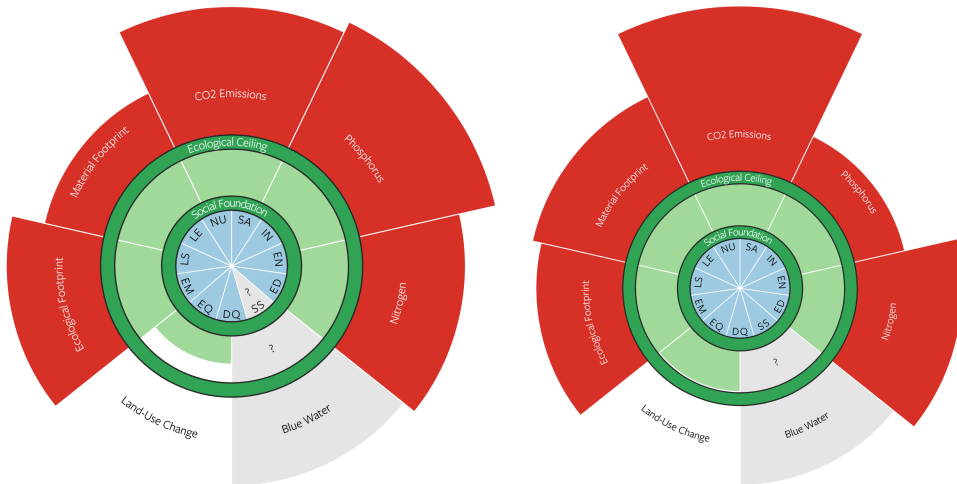 CO2 Emissions
Phosphorus
Nitrogen
Blue Water
Land-Use Change
Ecological Footprint
Material Footprint
Ecological Ceiling
Social Foundation
SA
IN
EN
ED
SS
?
DQ
EQ
EM
LS
LE
NU
?
CO2 Emissions
Phosphorus
Nitrogen
Blue Water
Land-Use Change
Ecological Footprint
Material Footprint
Ecological Ceiling
Social Foundation
SA
IN
EN
ED
SS
DQ
EQ
EM
LS
LE
NU
?